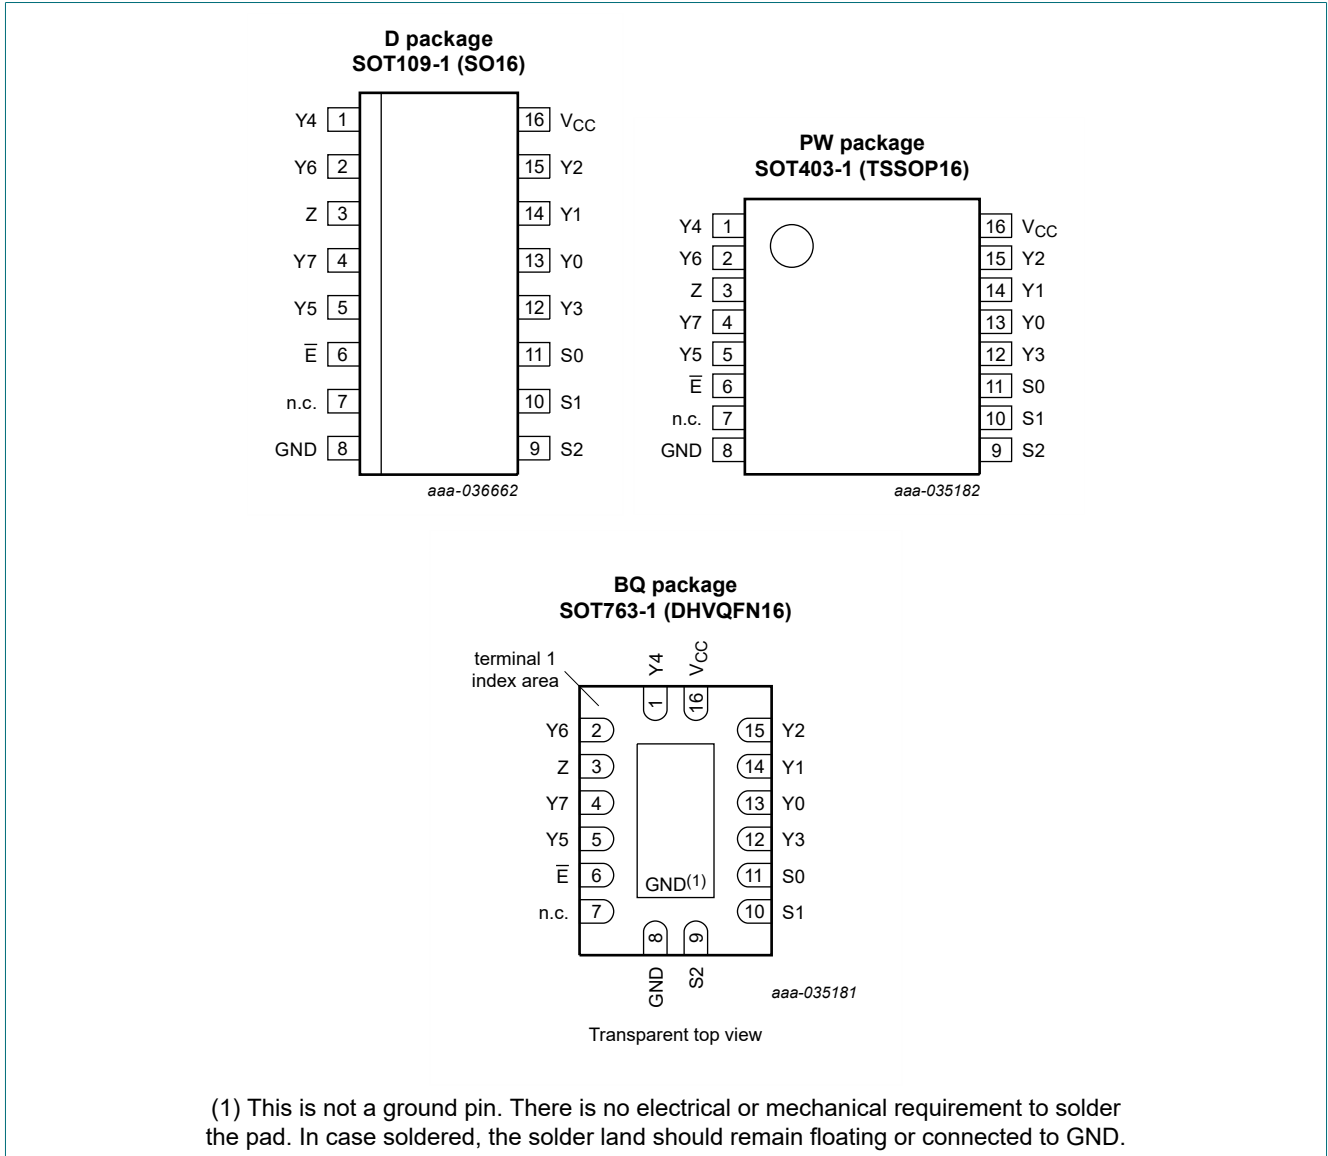 D package
SOT109-1 (SO16)
Y4 1 16 VCC
Y6 2 15 Y2
Z 3 14 Y1
Y7 4 13 Y0
Y5 5 12 Y3
E̅ 6 11 S0
n.c. 7 10 S1
GND 8 9 S2
aaa-036662
PW package
SOT403-1 (TSSOP16)
Y4 1 16 VCC
Y6 2 15 Y2
Z 3 14 Y1
Y7 4 13 Y0
Y5 5 12 Y3
E̅ 6 11 S0
n.c. 7 10 S1
GND 8 9 S2
aaa-035182
BQ package
SOT763-1 (DHVQFN16)
terminal 1
index area
Y4 VCC
1 16
Y6 2 15 Y2
Z 3 14 Y1
Y7 4 13 Y0
Y5 5 12 Y3
E̅ 6 11 S0
GND(1)
n.c. 7 10 S1
8 9
GND S2
aaa-035181
Transparent top view
(1) This is not a ground pin. There is no electrical or mechanical requirement to solder
the pad. In case soldered, the solder land should remain floating or connected to GND.